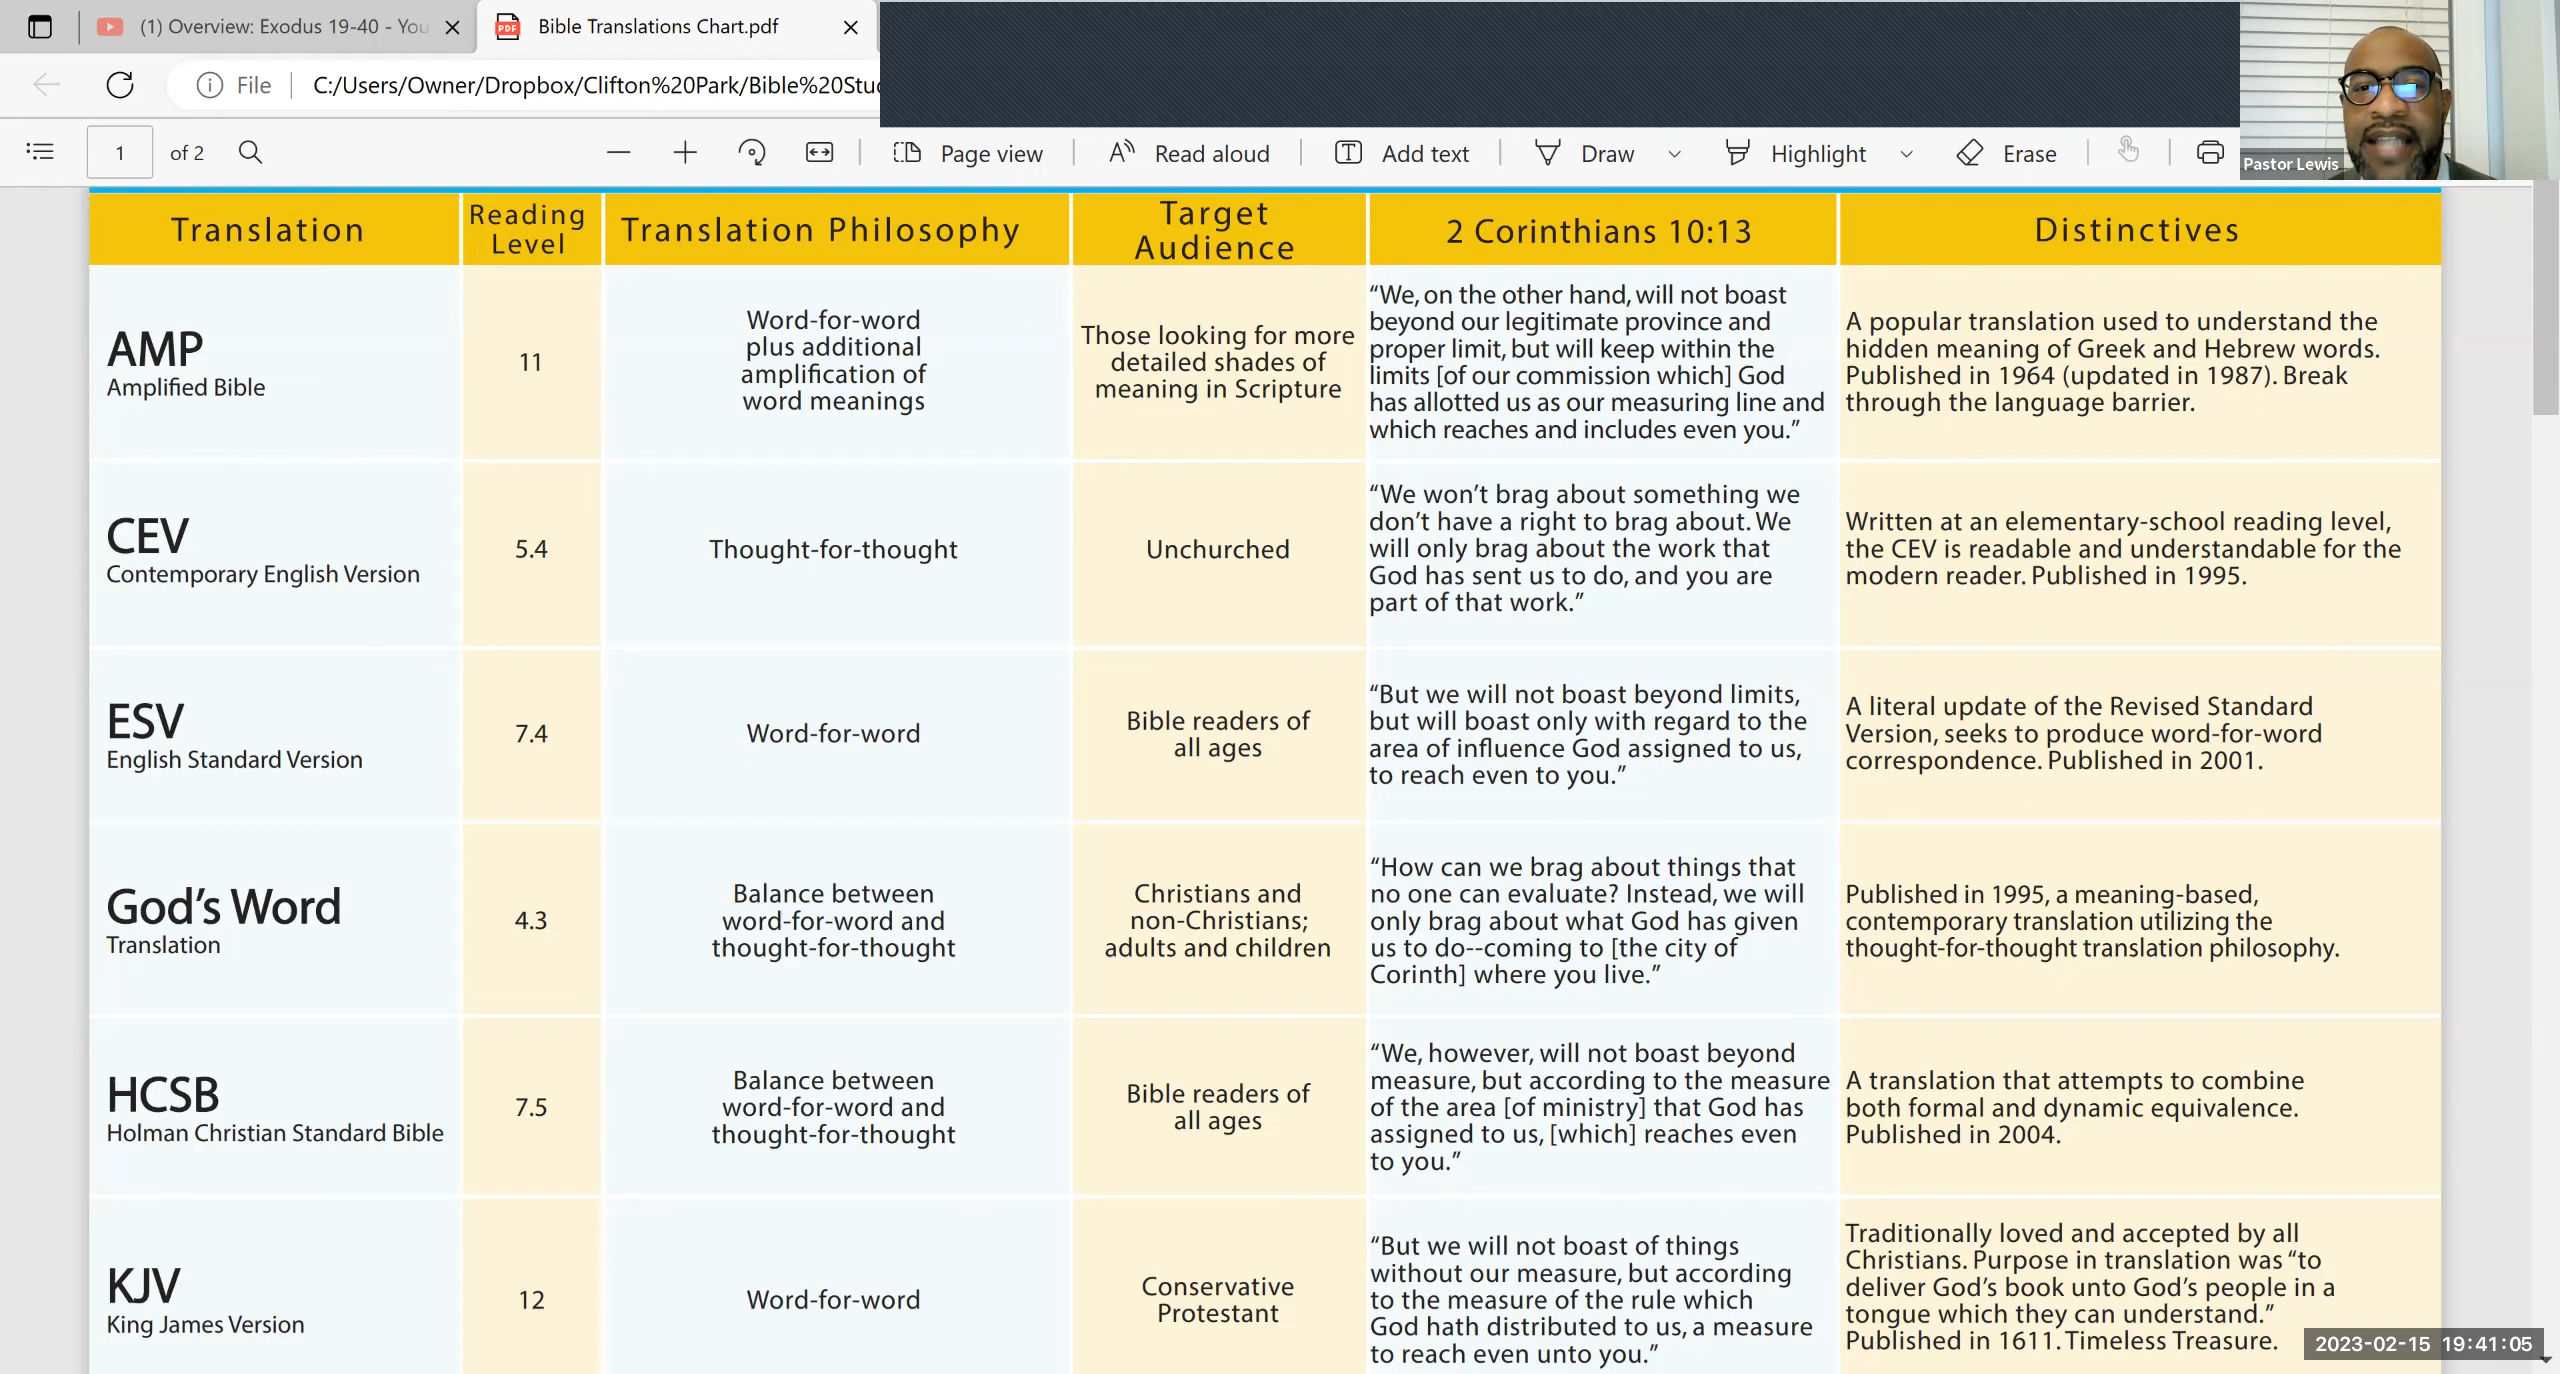 (1) Overview: Exodus 19-40 - You
Bible Translations Chart.pdf
File
C:/Users/Owner/Dropbox/Clifton%20Park/Bible%20Stu
1
of 2
Page view
Read aloud
Add text
Draw
Highlight
Erase
Pastor Lewis
Translation
Reading
Level
Translation Philosophy
Target
Audience
2 Corinthians 10:13
Distinctives
AMP
Amplified Bible
11
Word-for-word
plus additional
amplification of
word meanings
Those looking for more
detailed shades of
meaning in Scripture
“We, on the other hand, will not boast
beyond our legitimate province and
proper limit, but will keep within the
limits [of our commission which] God
has allotted us as our measuring line and
which reaches and includes even you.”
A popular translation used to understand the
hidden meaning of Greek and Hebrew words.
Published in 1964 (updated in 1987). Break
through the language barrier.
CEV
Contemporary English Version
5.4
Thought-for-thought
Unchurched
“We won’t brag about something we
don’t have a right to brag about. We
will only brag about the work that
God has sent us to do, and you are
part of that work.”
Written at an elementary-school reading level,
the CEV is readable and understandable for the
modern reader. Published in 1995.
ESV
English Standard Version
7.4
Word-for-word
Bible readers of
all ages
“But we will not boast beyond limits,
but will boast only with regard to the
area of influence God assigned to us,
to reach even to you.”
A literal update of the Revised Standard
Version, seeks to produce word-for-word
correspondence. Published in 2001.
God’s Word
Translation
4.3
Balance between
word-for-word and
thought-for-thought
Christians and
non-Christians;
adults and children
“How can we brag about things that
no one can evaluate? Instead, we will
only brag about what God has given
us to do--coming to [the city of
Corinth] where you live.”
Published in 1995, a meaning-based,
contemporary translation utilizing the
thought-for-thought translation philosophy.
HCSB
Holman Christian Standard Bible
7.5
Balance between
word-for-word and
thought-for-thought
Bible readers of
all ages
“We, however, will not boast beyond
measure, but according to the measure
of the area [of ministry] that God has
assigned to us, [which] reaches even
to you.”
A translation that attempts to combine
both formal and dynamic equivalence.
Published in 2004.
KJV
King James Version
12
Word-for-word
Conservative
Protestant
“But we will not boast of things
without our measure, but according
to the measure of the rule which
God hath distributed to us, a measure
to reach even unto you.”
Traditionally loved and accepted by all
Christians. Purpose in translation was “to
deliver God’s book unto God’s people in a
tongue which they can understand.”
Published in 1611. Timeless Treasure.
2023-02-15 19:41:05